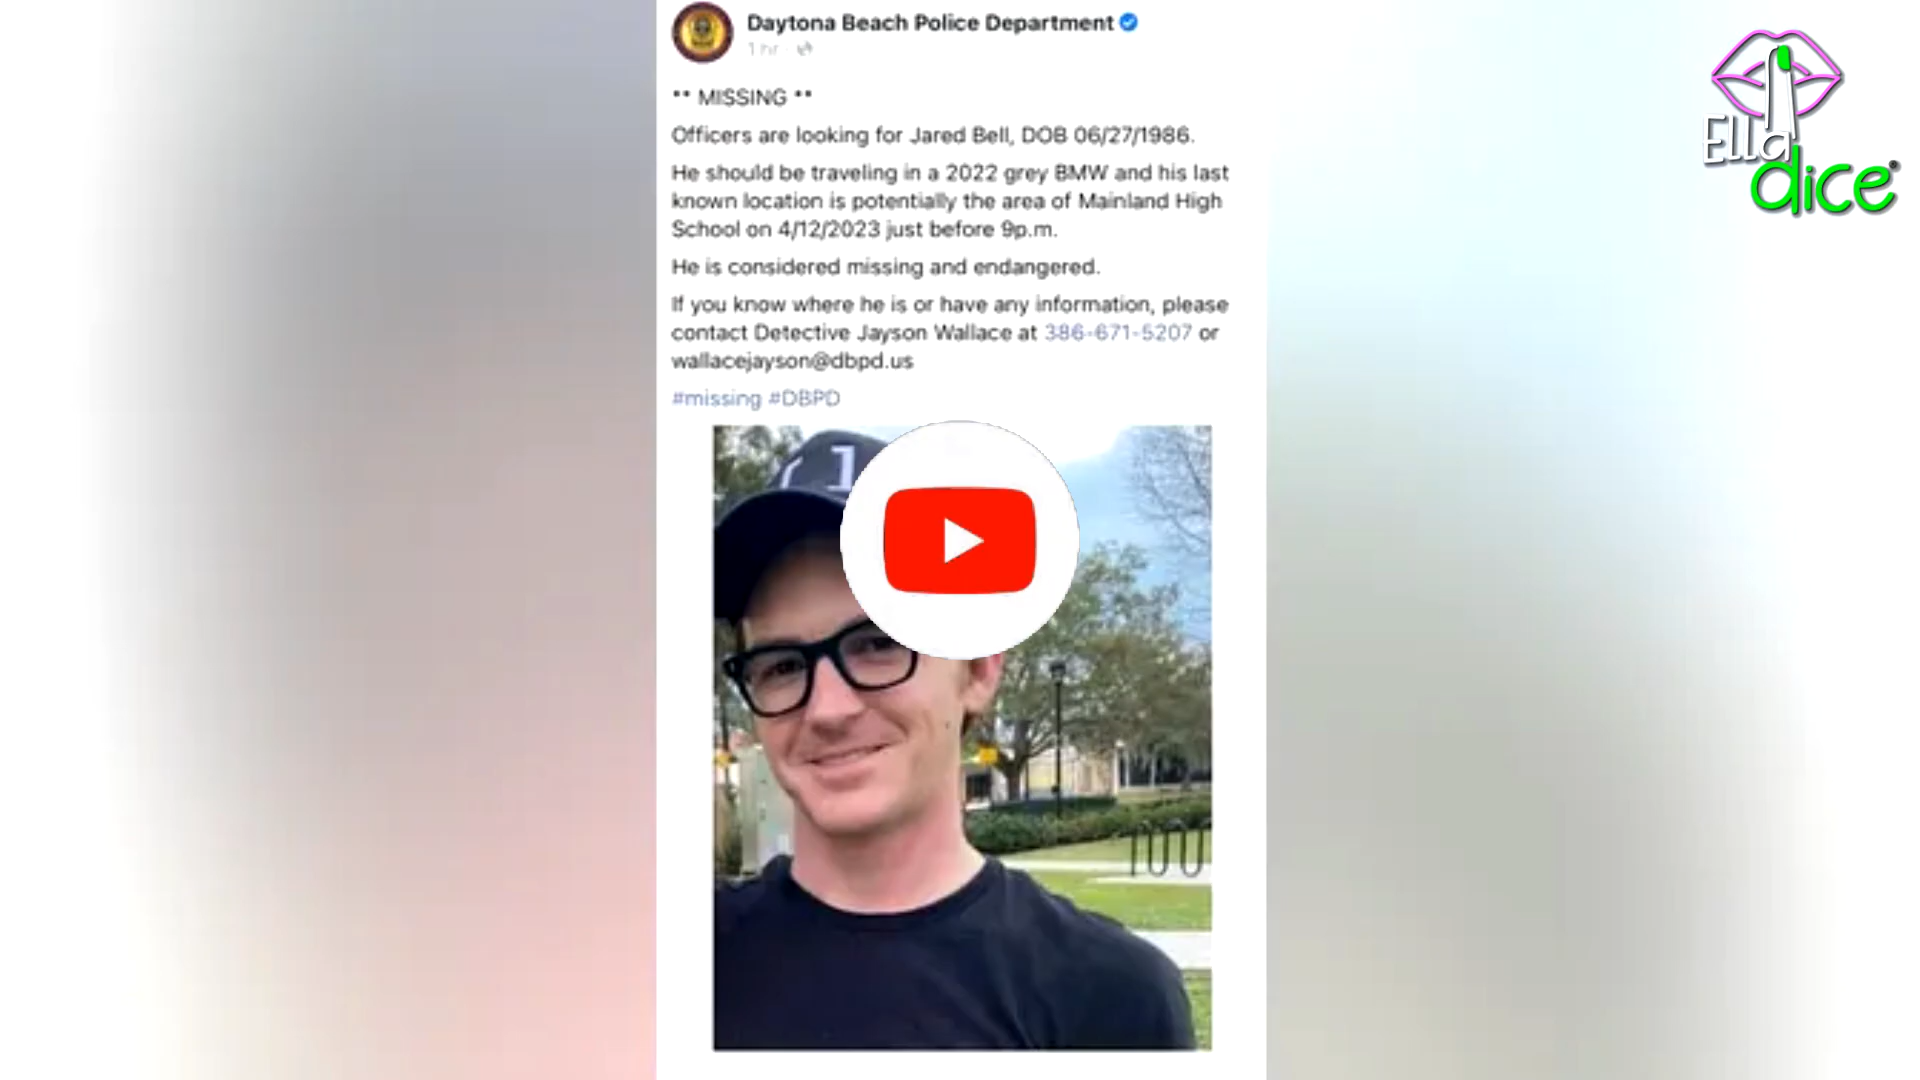 Daytona Beach Police Department
1 hr ·
** MISSING **
Officers are looking for Jared Bell, DOB 06/27/1986.
He should be traveling in a 2022 grey BMW and his last
known location is potentially the area of Mainland High
School on 4/12/2023 just before 9p.m.
He is considered missing and endangered.
If you know where he is or have any information, please
contact Detective Jayson Wallace at 386-671-5207 or
wallacejayson@dbpd.us
#missing #DBPD
Ella
dice®